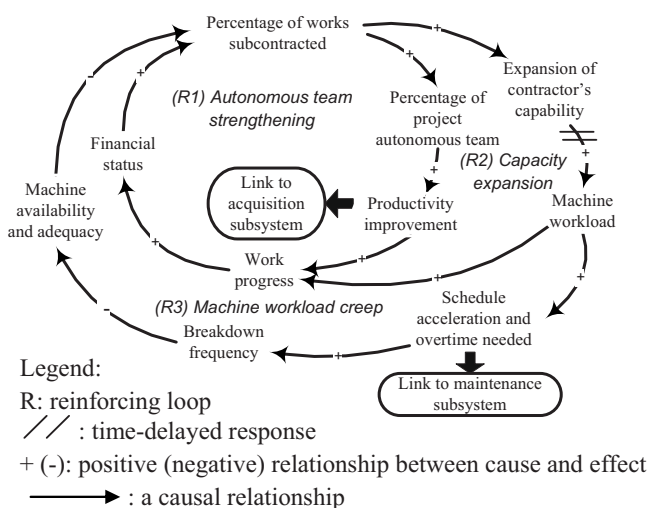 Percentage of works
subcontracted
+
+
Expansion of
contractor's
capability
-
+
(R1) Autonomous team
strengthening
Percentage of
project
autonomous team
+
Financial
status
(R2) Capacity
expansion
+
Machine
availability
and adequacy
Link to
acquisition
subsystem
Productivity
improvement
Machine
workload
+
+
Work
progress
+
+
(R3) Machine workload creep
Schedule
acceleration and
overtime needed
-
Breakdown
frequency
+
Link to maintenance
subsystem
Legend:
R: reinforcing loop
// : time-delayed response
+ (-): positive (negative) relationship between cause and effect
: a causal relationship